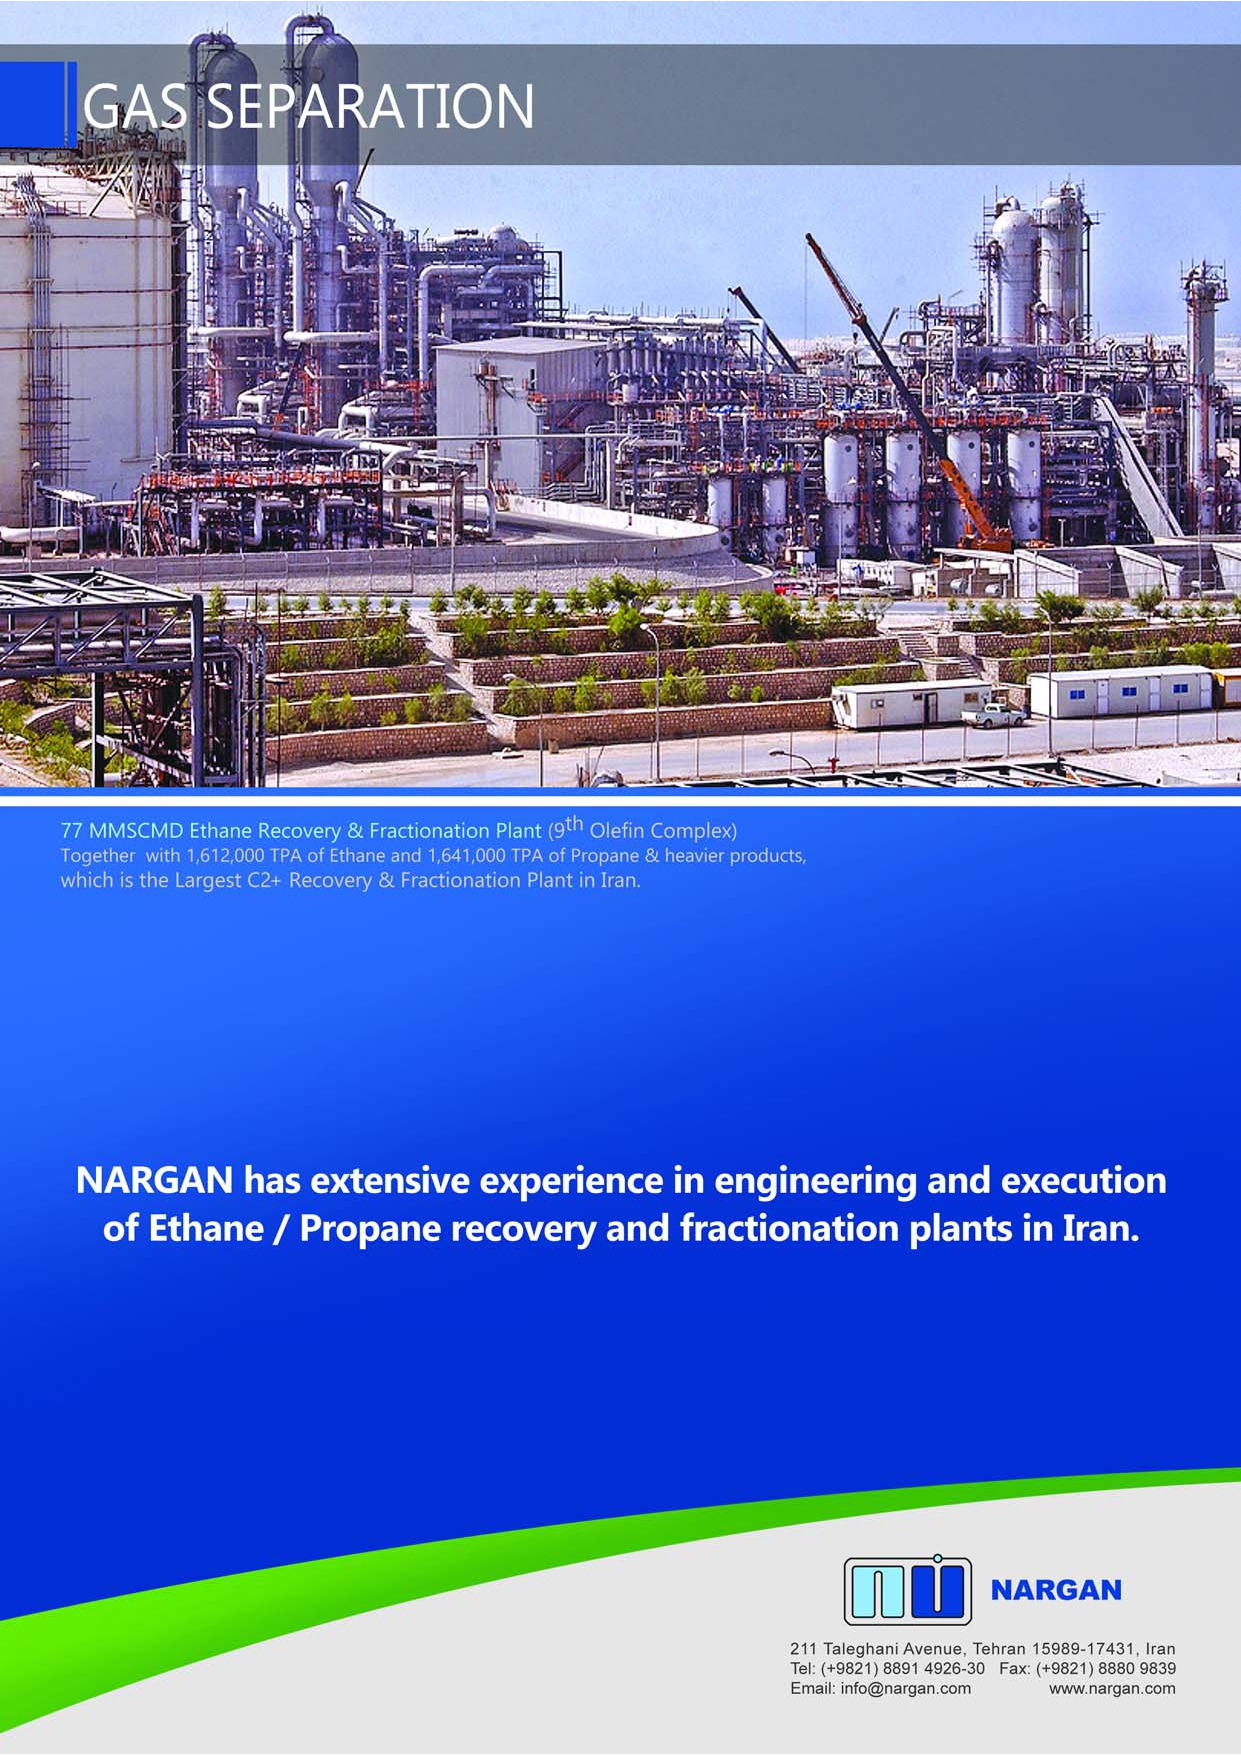 GAS SEPARATION
77 MMSCMD Ethane Recovery & Fractionation Plant (9th Olefin Complex)
Together with 1,612,000 TPA of Ethane and 1,641,000 TPA of Propane & heavier products,
which is the Largest C2+ Recovery & Fractionation Plant in Iran.
NARGAN has extensive experience in engineering and execution
of Ethane / Propane recovery and fractionation plants in Iran.
NARGAN
211 Taleghani Avenue, Tehran 15989-17431, Iran
Tel: (+9821) 8891 4926-30 Fax: (+9821) 8880 9839
Email: info@nargan.com www.nargan.com